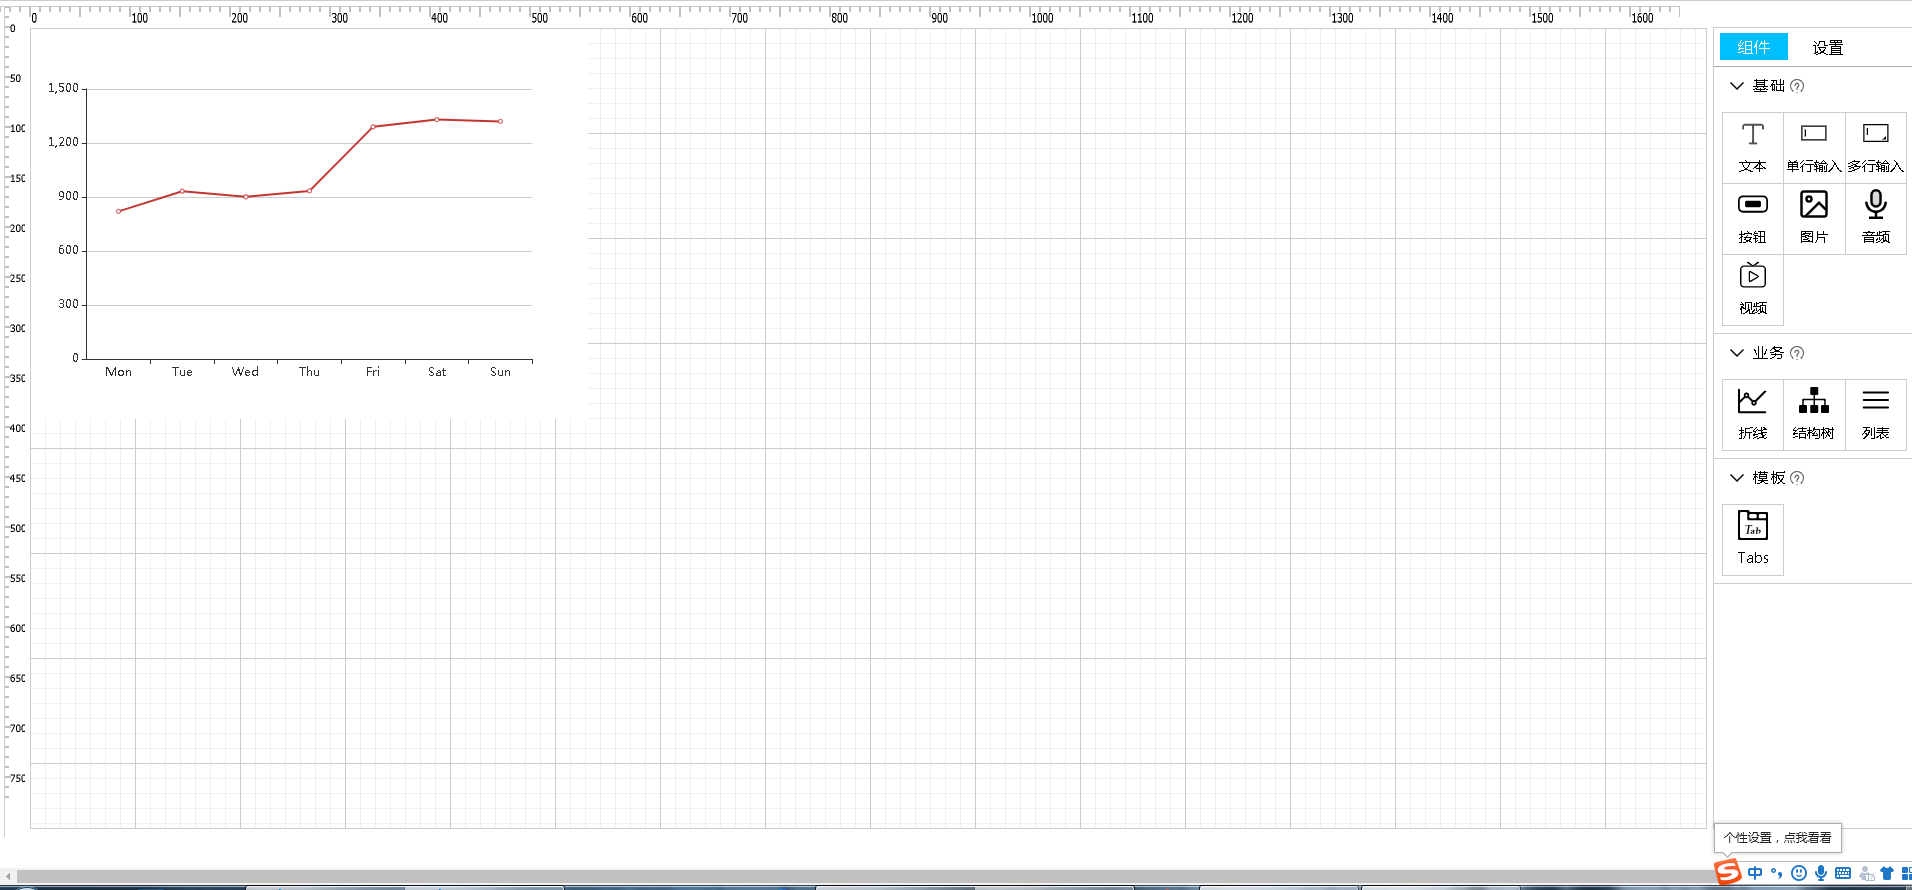 0 100 200 300 400 500 600 700 800 900 1000 1100 1200 1300 1400 1500 1600
0
50
100
150
200
250
300
350
400
450
500
550
600
650
700
750
1,500
1,200
900
600
300
0
Mon Tue Wed Thu Fri Sat Sun
组件 设置
基础
文本 单行输入 多行输入
按钮 图片 音频
视频
业务
折线 结构树 列表
模板
Tab
Tabs
个性设置，点我看看
S 中